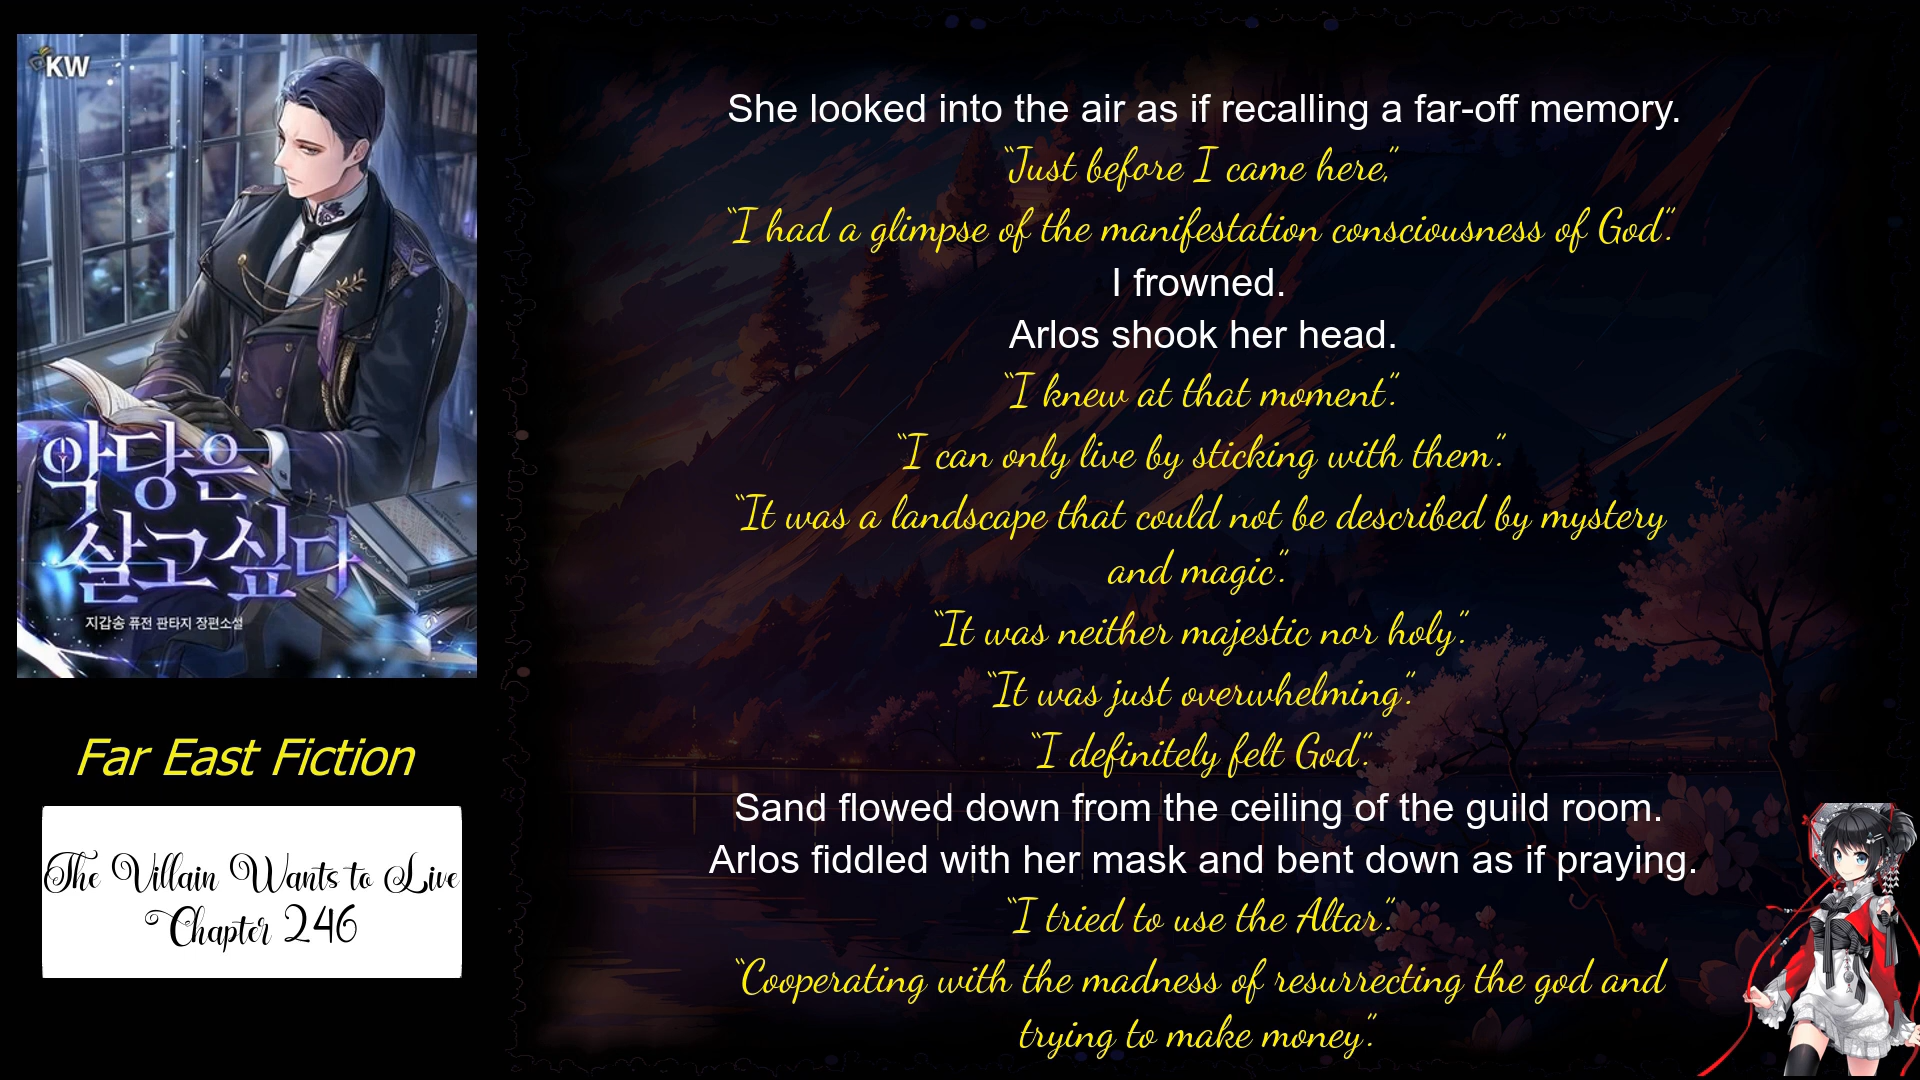 KW
악당은
살고싶다
지갑송 퓨전 판타지 장편소설
Far East Fiction
The Villain Wants to Live
Chapter 246
She looked into the air as if recalling a far-off memory.
“Just before I came here,”
“I had a glimpse of the manifestation consciousness of God”.
I frowned.
Arlos shook her head.
“I knew at that moment”.
“I can only live by sticking with them”.
“It was a landscape that could not be described by mystery
and magic”.
“It was neither majestic nor holy”.
“It was just overwhelming”.
“I definitely felt God”.
Sand flowed down from the ceiling of the guild room.
Arlos fiddled with her mask and bent down as if praying.
“I tried to use the Altar”.
“Cooperating with the madness of resurrecting the god and
trying to make money”.